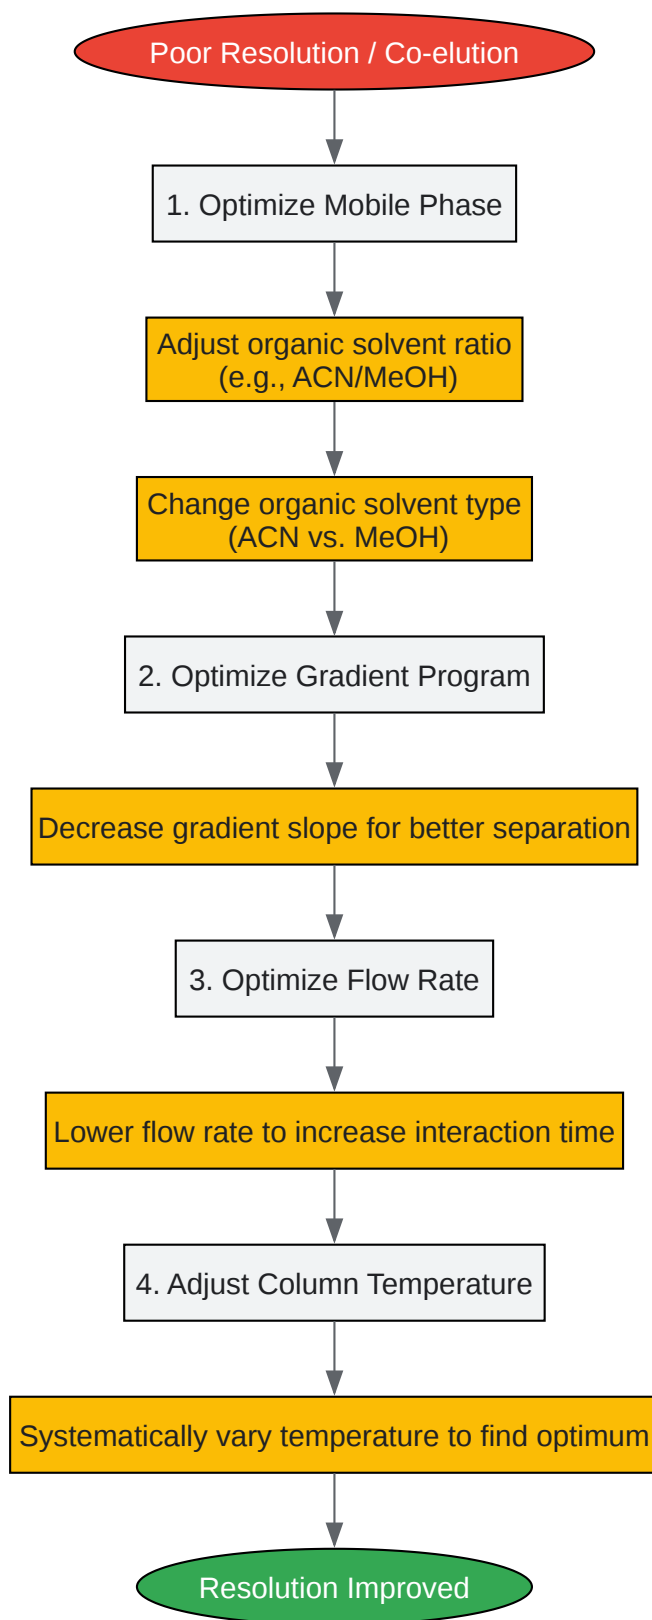 Poor Resolution / Co-elution
1. Optimize Mobile Phase
Adjust organic solvent ratio
(e.g., ACN/MeOH)
Change organic solvent type
(ACN vs. MeOH)
2. Optimize Gradient Program
Decrease gradient slope for better separation
3. Optimize Flow Rate
Lower flow rate to increase interaction time
4. Adjust Column Temperature
Systematically vary temperature to find optimum
Resolution Improved